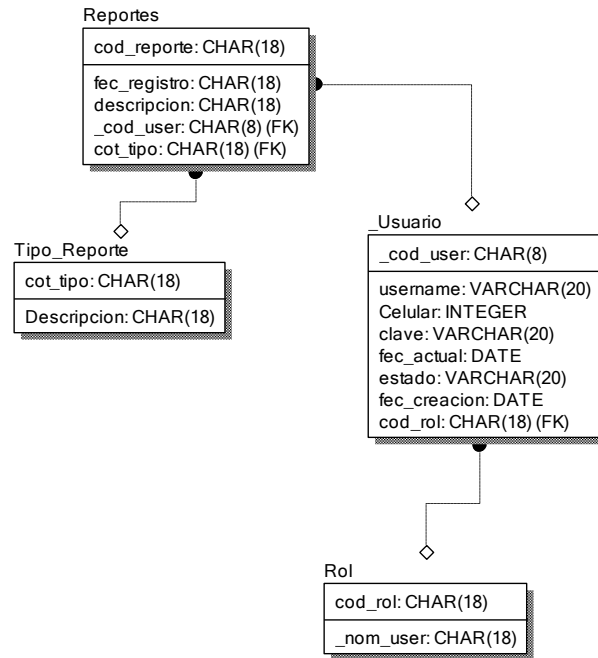 Reportes
cod_reporte: CHAR(18)
fec_registro: CHAR(18)
descripcion: CHAR(18)
_cod_user: CHAR(8) (FK)
cot_tipo: CHAR(18) (FK)
Tipo_Reporte
cot_tipo: CHAR(18)
Descripcion: CHAR(18)
_Usuario
_cod_user: CHAR(8)
username: VARCHAR(20)
Celular: INTEGER
clave: VARCHAR(20)
fec_actual: DATE
estado: VARCHAR(20)
fec_creacion: DATE
cod_rol: CHAR(18) (FK)
Rol
cod_rol: CHAR(18)
_nom_user: CHAR(18)